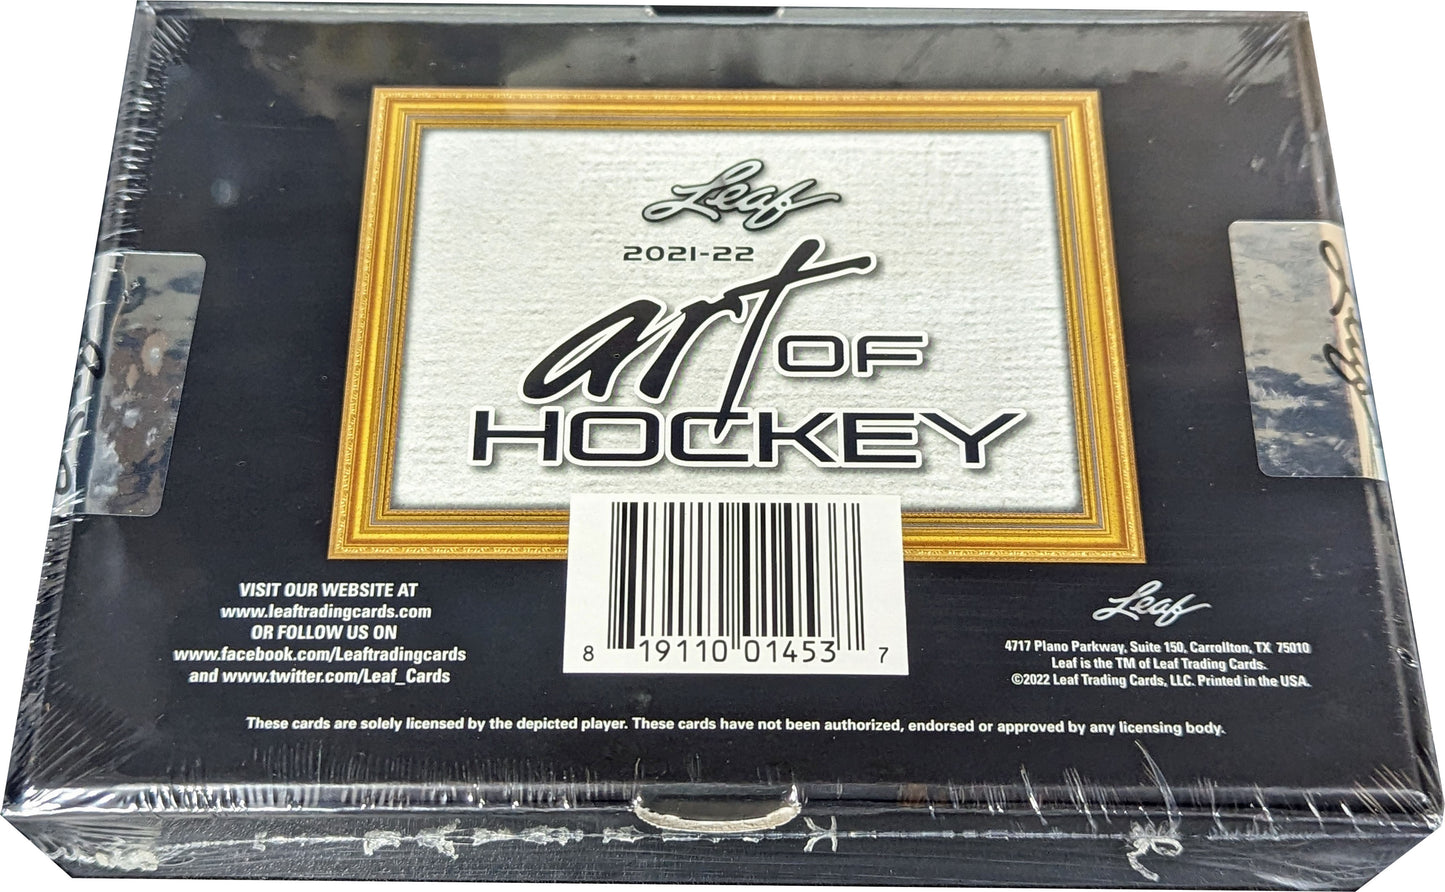 Leaf
2021-22
art OF
HOCKEY
8 19110 01453 7
VISIT OUR WEBSITE AT
www.leaftradingcards.com
OR FOLLOW US ON
www.facebook.com/Leaftradingcards
and www.twitter.com/Leaf_Cards
Leaf
4717 Plano Parkway, Suite 150, Carrollton, TX 75010
Leaf is the TM of Leaf Trading Cards.
©2022 Leaf Trading Cards, LLC. Printed in the USA.
These cards are solely licensed by the depicted player. These cards have not been authorized, endorsed or approved by any licensing body.